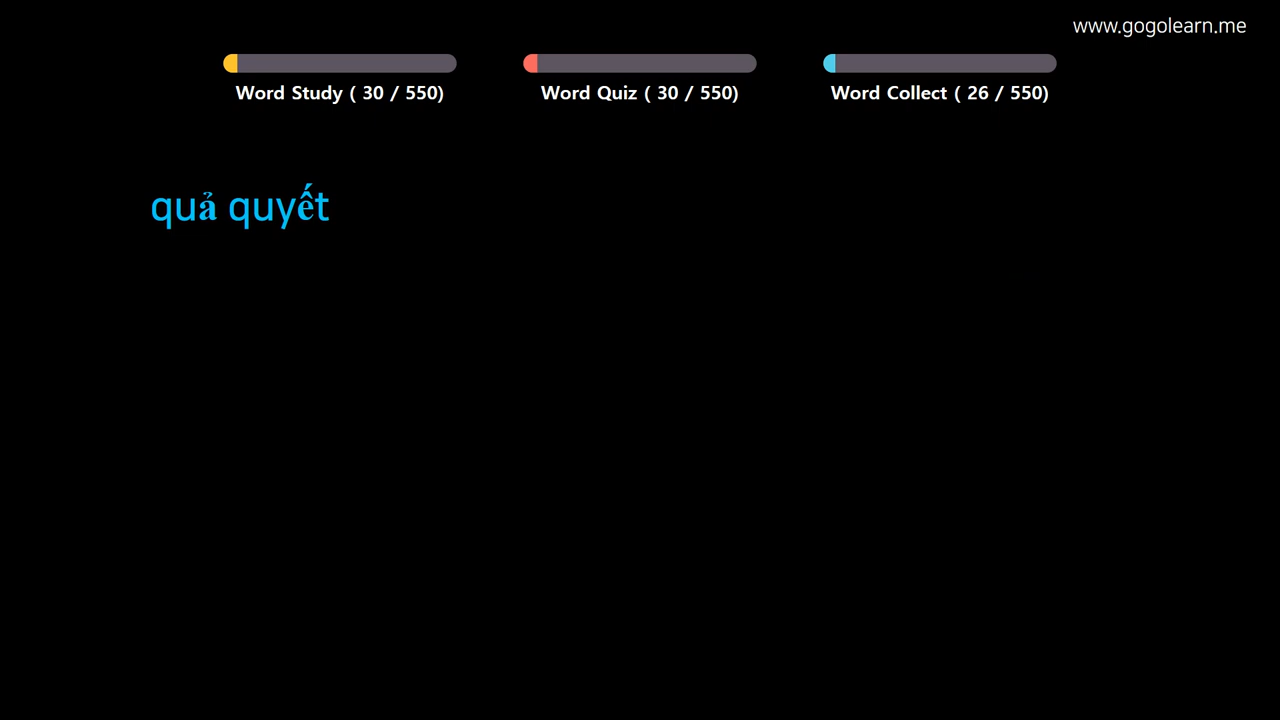 www.gogolearn.me
Word Study ( 30 / 550)
Word Quiz ( 30 / 550)
Word Collect ( 26 / 550)
quả quyết